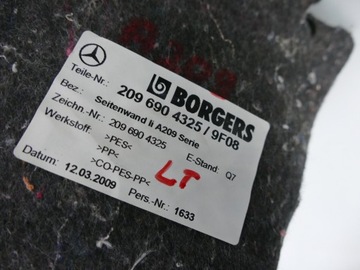 BORGERS
Teile-Nr.: 209 690 4325 / 9F08
Bez.: Seitenwand li A209 Serie
Zeichn.-Nr.: 209 690 4325 E-Stand: Q7
Werkstoff: >PES<
>PP<
>CO-PES-PP<
LT
Datum: 12.03.2009 Pers.-Nr.: 1633